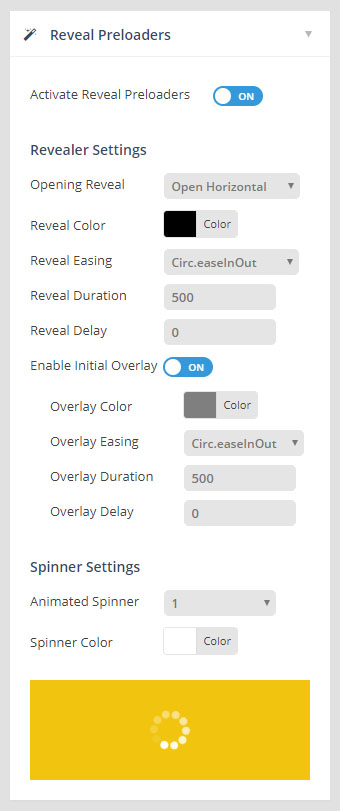 Reveal Preloaders
Activate Reveal Preloaders ON
Revealer Settings
Opening Reveal Open Horizontal
Reveal Color Color
Reveal Easing Circ.easeInOut
Reveal Duration 500
Reveal Delay 0
Enable Initial Overlay ON
Overlay Color Color
Overlay Easing Circ.easeInOut
Overlay Duration 500
Overlay Delay 0
Spinner Settings
Animated Spinner 1
Spinner Color Color